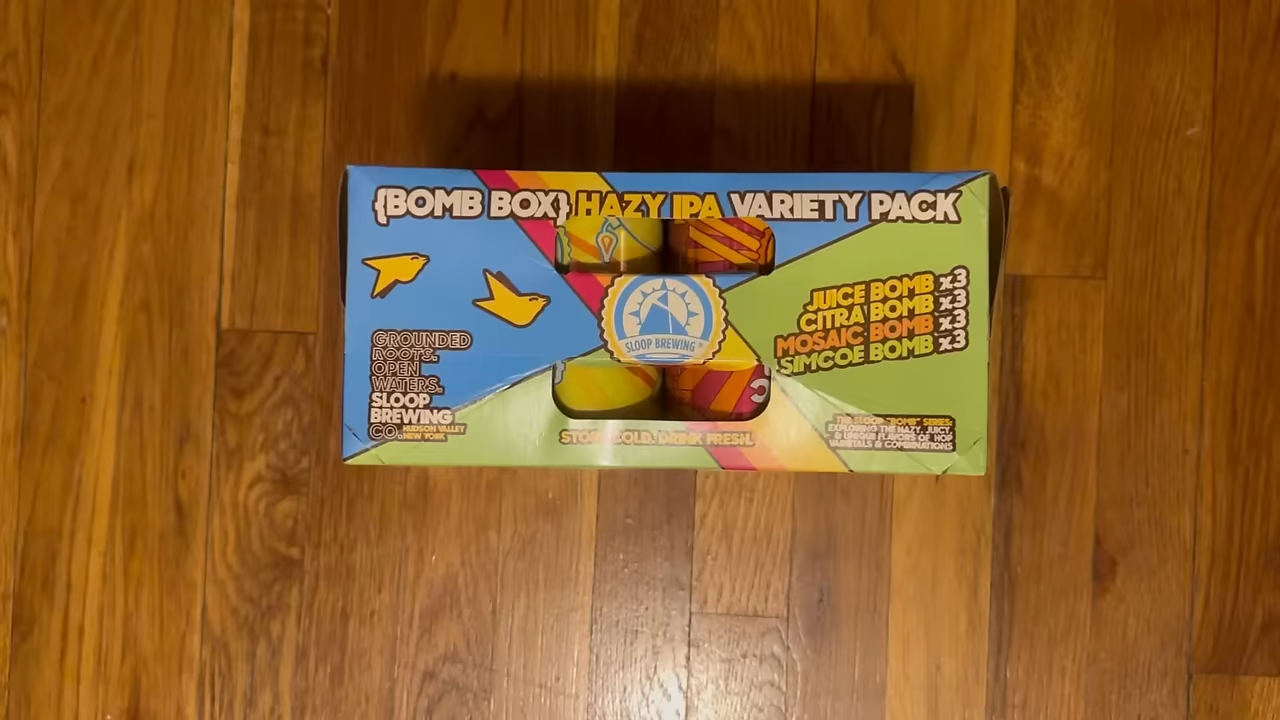 {BOMB BOX} HAZY IPA VARIETY PACK
JUICE BOMB x3
CITRA BOMB x3
MOSAIC BOMB x3
SIMCOE BOMB x3
SLOOP BREWING
GROUNDED
ROOTS.
OPEN
WATERS.
SLOOP
BREWING
CO. HUDSON VALLEY
NEW YORK
STORE COLD. DRINK FRESH.
THE SLOOP "BOMB" SERIES:
EXPLORING THE HAZY, JUICY,
& UNIQUE FLAVORS OF HOP
VARIETALS & COMBINATIONS